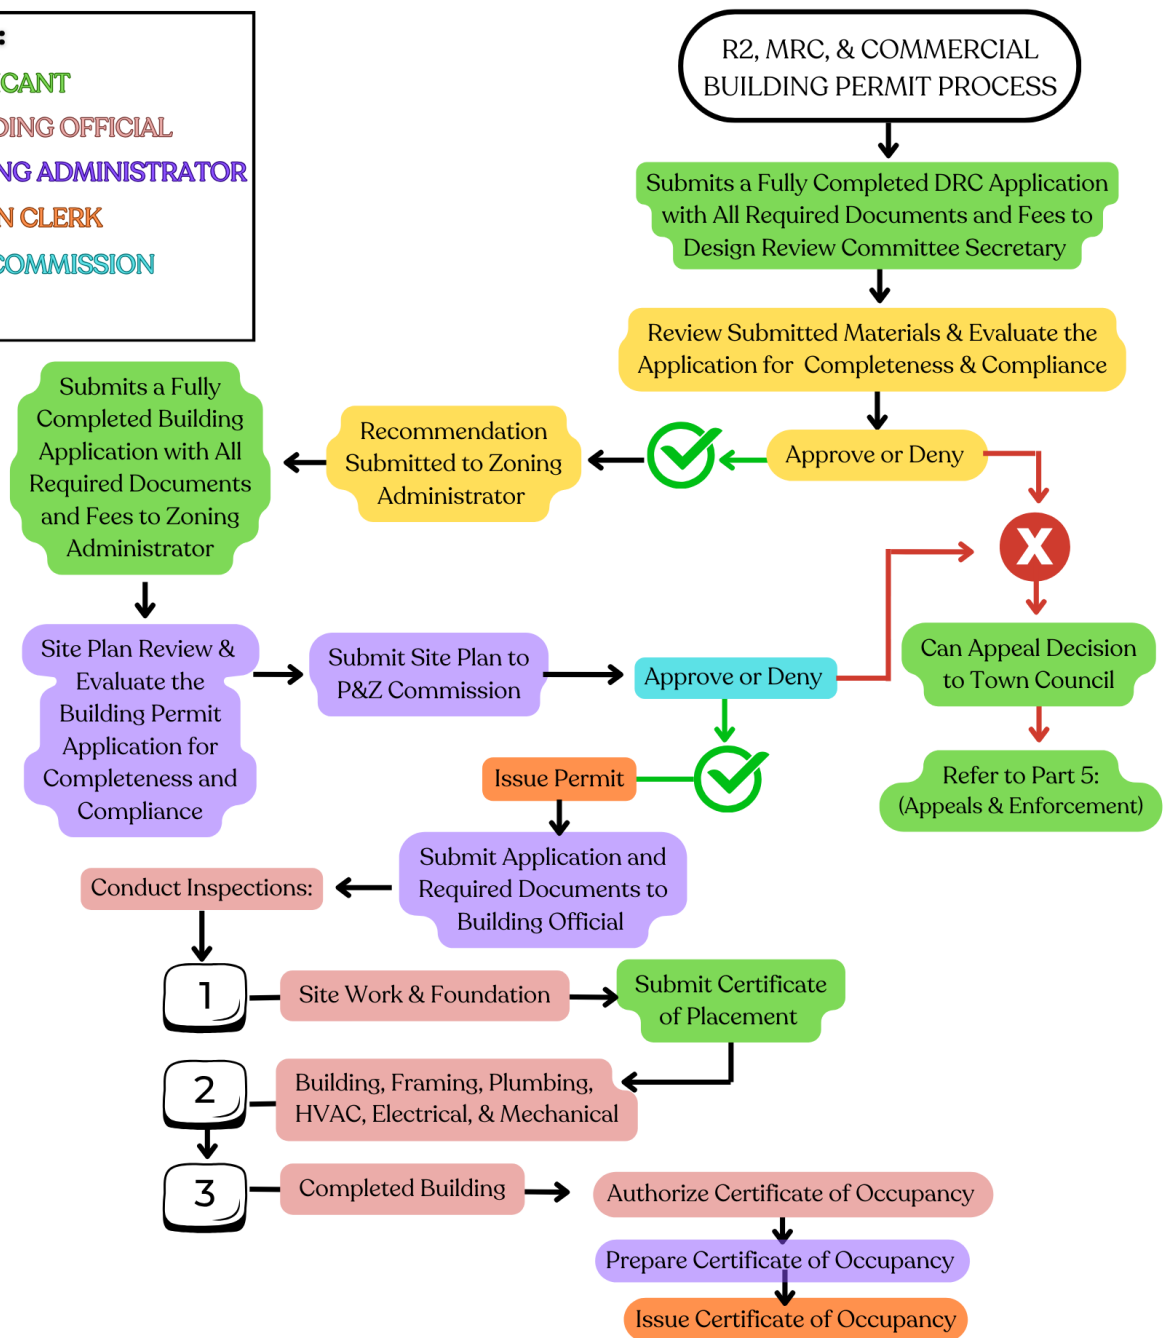 :
ICANT
DING OFFICIAL
NG ADMINISTRATOR
N CLERK
COMMISSION
R2, MRC, & COMMERCIAL
BUILDING PERMIT PROCESS
Submits a Fully Completed DRC Application
with All Required Documents and Fees to
Design Review Committee Secretary
Review Submitted Materials & Evaluate the
Application for Completeness & Compliance
Approve or Deny
Recommendation
Submitted to Zoning
Administrator
Submits a Fully
Completed Building
Application with All
Required Documents
and Fees to Zoning
Administrator
X
Can Appeal Decision
to Town Council
Refer to Part 5:
(Appeals & Enforcement)
Site Plan Review &
Evaluate the
Building Permit
Application for
Completeness and
Compliance
Submit Site Plan to
P&Z Commission
Approve or Deny
Issue Permit
Submit Application and
Required Documents to
Building Official
Conduct Inspections:
1
Site Work & Foundation
Submit Certificate
of Placement
2
Building, Framing, Plumbing,
HVAC, Electrical, & Mechanical
3
Completed Building
Authorize Certificate of Occupancy
Prepare Certificate of Occupancy
Issue Certificate of Occupancy